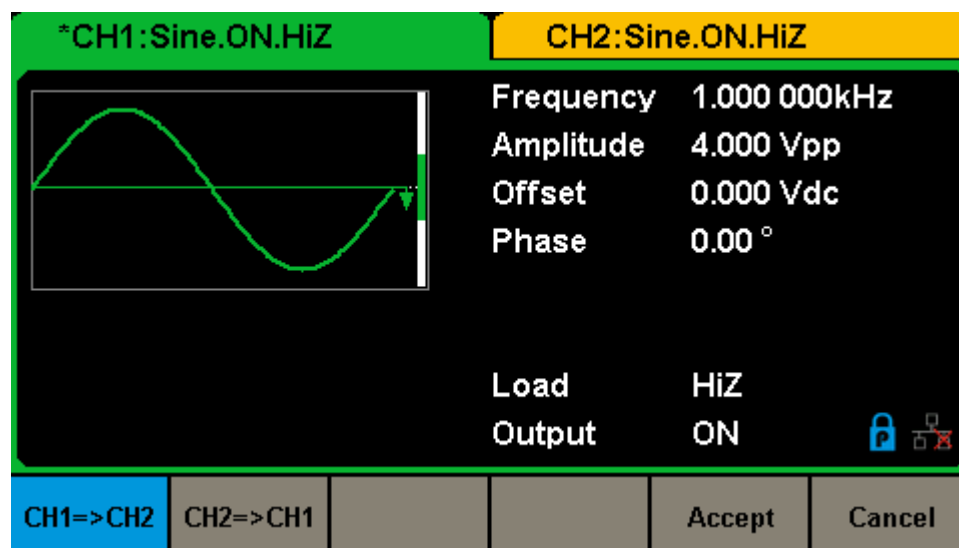 *CH1:Sine.ON.HiZ CH2:Sine.ON.HiZ
Frequency 1.000 000kHz
Amplitude 4.000 Vpp
Offset 0.000 Vdc
Phase 0.00 °
Load HiZ
Output ON
P
CH1=>CH2 CH2=>CH1 Accept Cancel